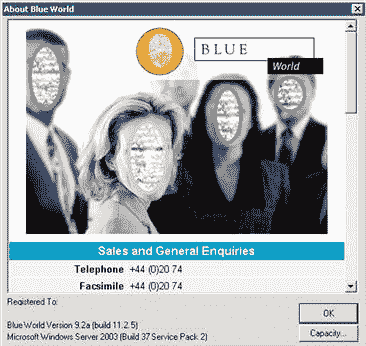 About Blue World
BLUE
World
Sales and General Enquiries
Telephone +44 (0)20 74
Facsimile +44 (0)20 74
Registered To:
OK
Blue World Version 9.2a (build 11.2.5)
Microsoft Windows Server 2003 (Build 37 Service Pack 2)
Capacity...